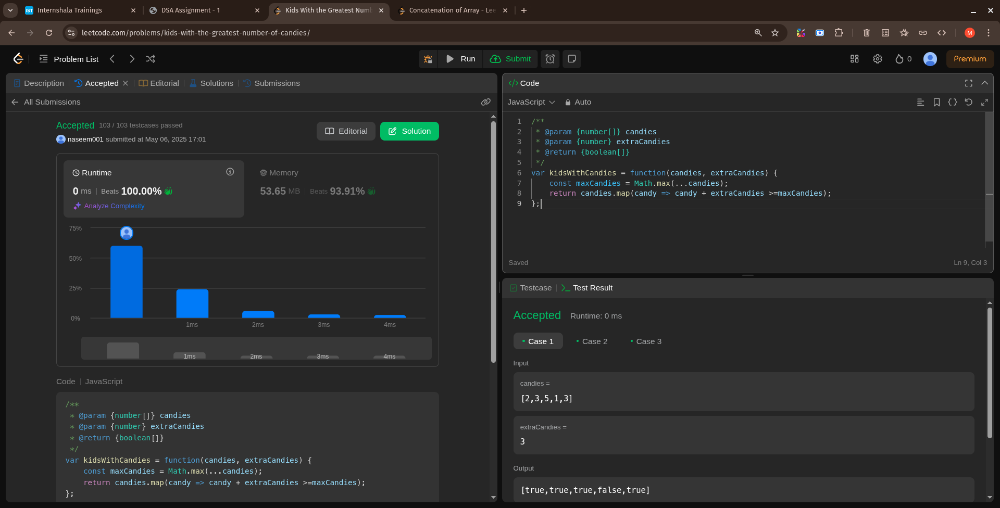 Internshala Trainings
DSA Assignment - 1
Kids With the Greatest Numb
Concatenation of Array - Lee
leetcode.com/problems/kids-with-the-greatest-number-of-candies/
M
Problem List
Run
Submit
0
Premium
Description
Accepted
Editorial
Solutions
Submissions
All Submissions
Accepted 103 / 103 testcases passed
naseem001 submitted at May 06, 2025 17:01
Editorial
Solution
Runtime
0 ms | Beats 100.00%
Analyze Complexity
Memory
53.65 MB | Beats 93.91%
75%
50%
25%
0%
1ms
2ms
3ms
4ms
1ms
2ms
3ms
4ms
Code | JavaScript
/**
 * @param {number[]} candies
 * @param {number} extraCandies
 * @return {boolean[]}
 */
var kidsWithCandies = function(candies, extraCandies) {
    const maxCandies = Math.max(...candies);
    return candies.map(candy => candy + extraCandies >=maxCandies);
};
</> Code
JavaScript
Auto
1 /**
2  * @param {number[]} candies
3  * @param {number} extraCandies
4  * @return {boolean[]}
5  */
6 var kidsWithCandies = function(candies, extraCandies) {
7     const maxCandies = Math.max(...candies);
8     return candies.map(candy => candy + extraCandies >=maxCandies);
9 };
Saved
Ln 9, Col 3
Testcase
Test Result
Accepted Runtime: 0 ms
Case 1
Case 2
Case 3
Input
candies =
[2,3,5,1,3]
extraCandies =
3
Output
[true,true,true,false,true]